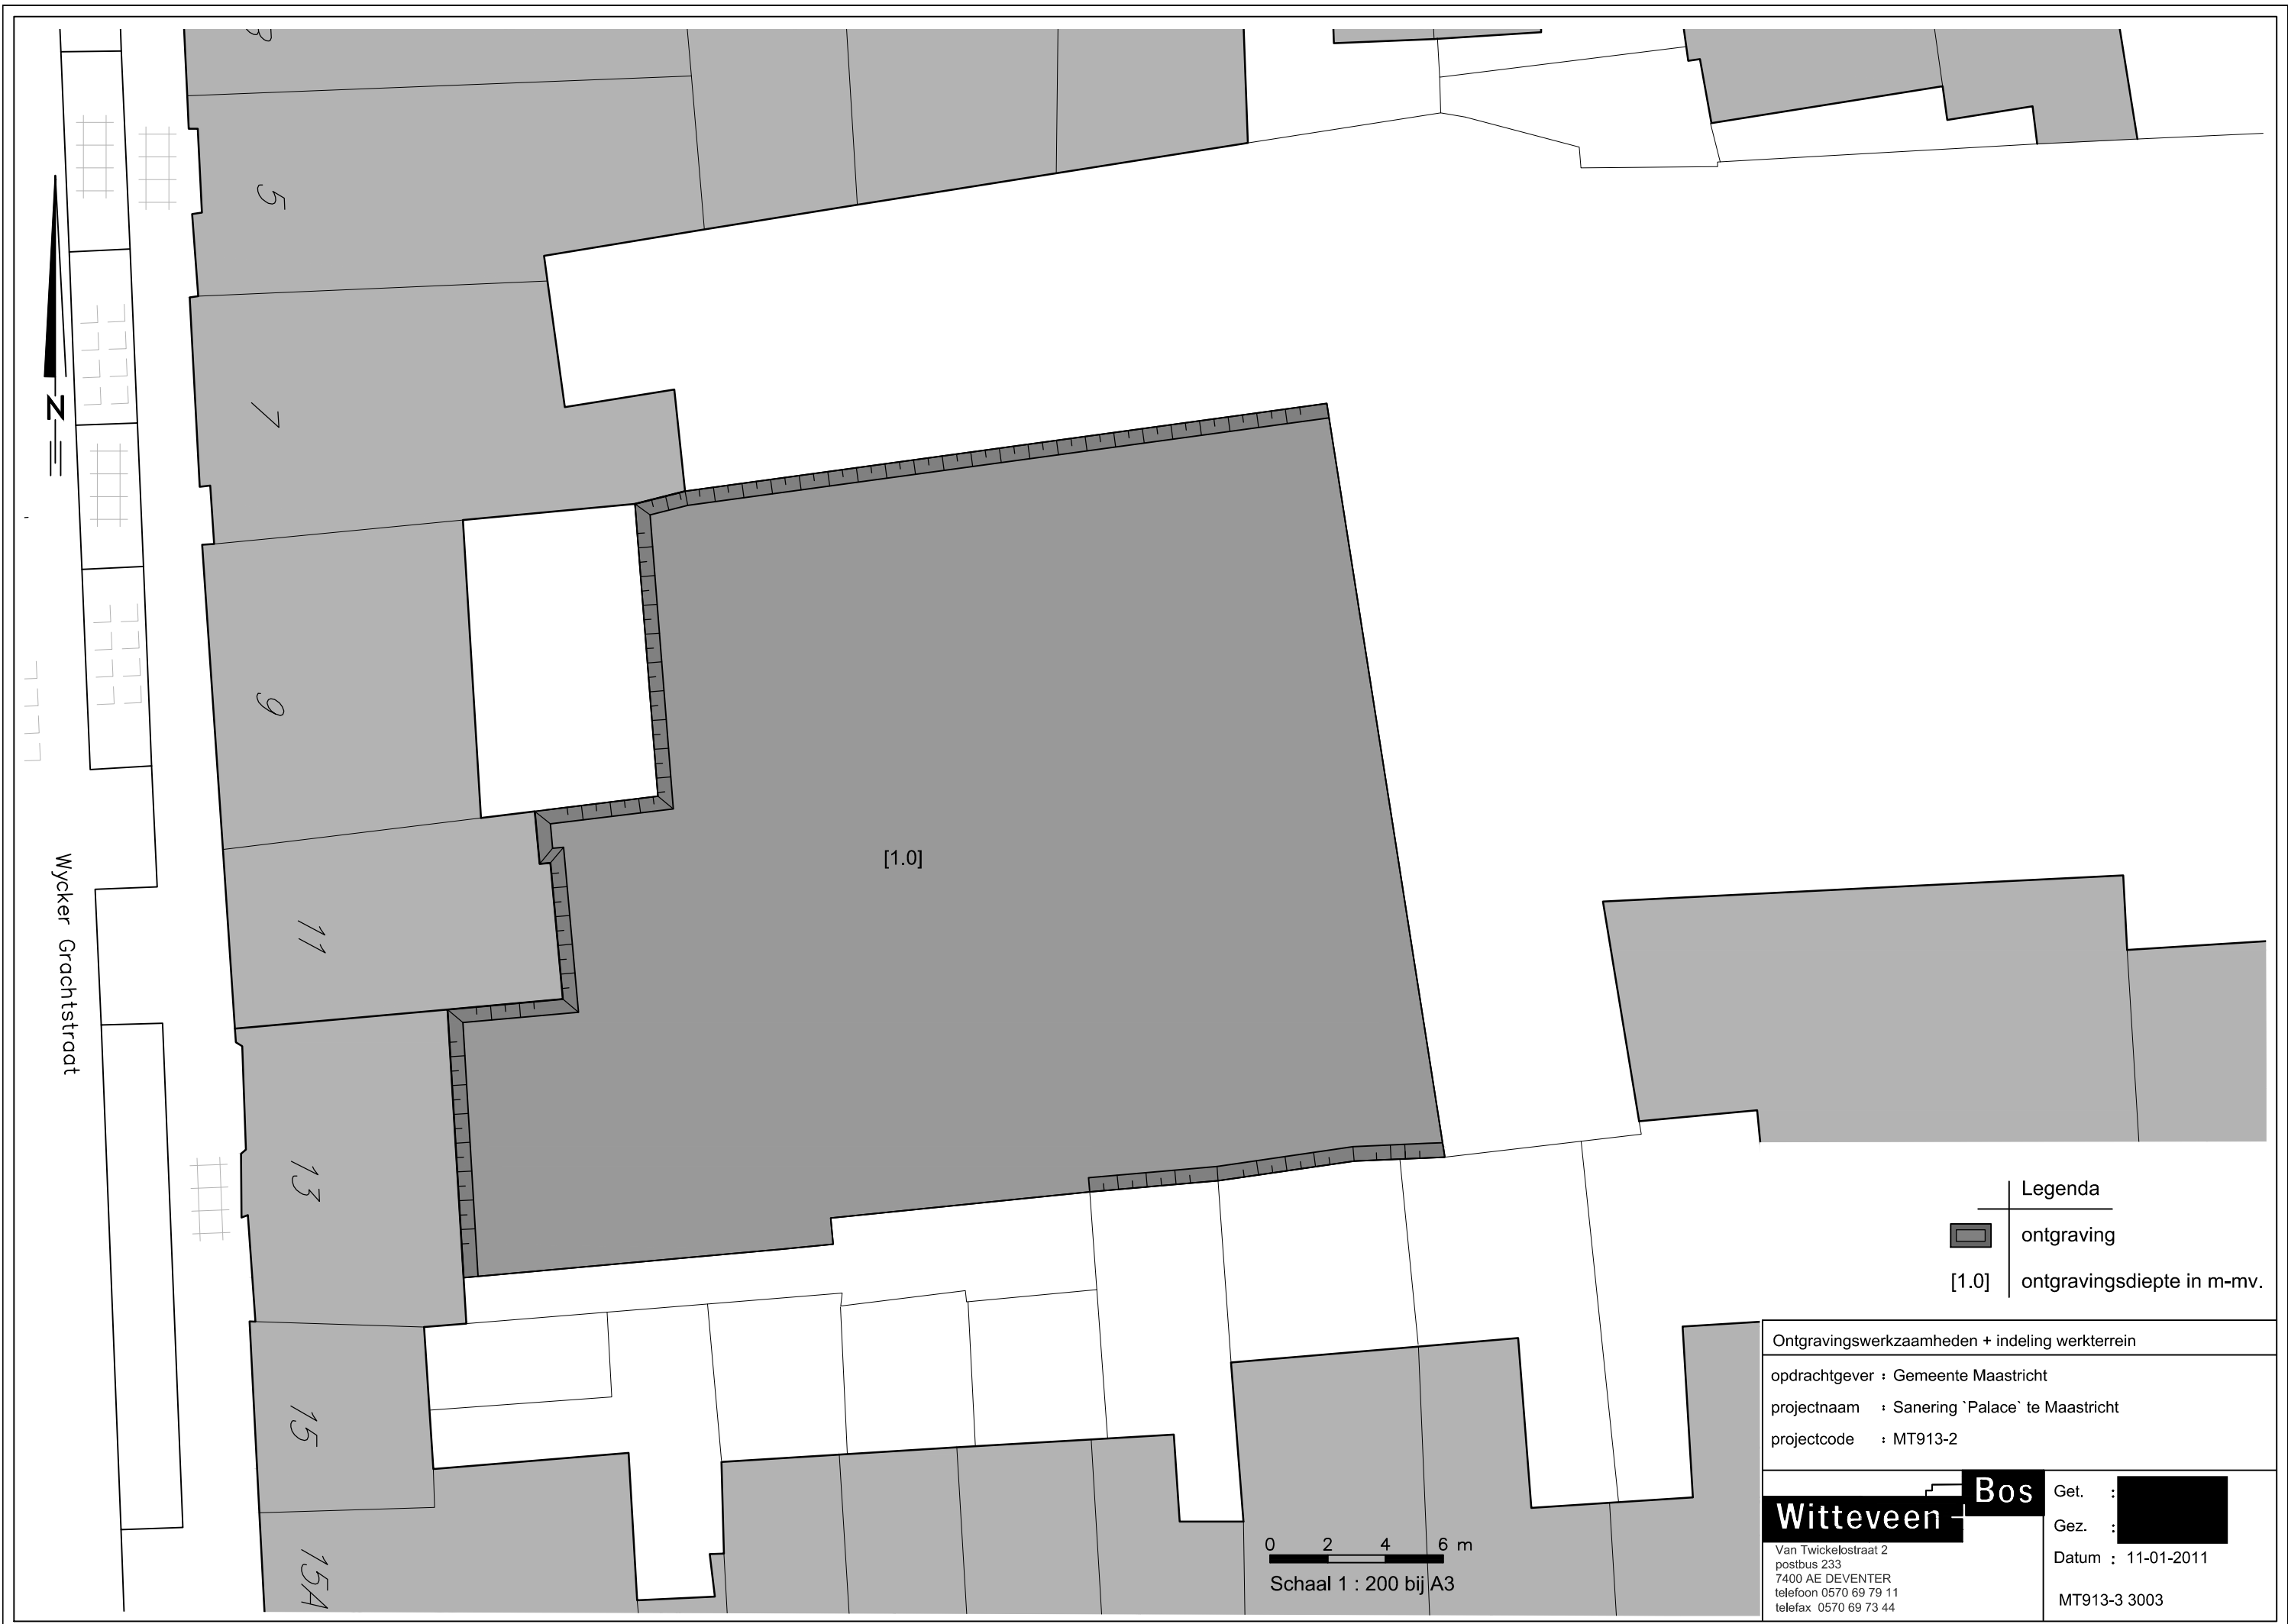 5
7
9
11
13
15
15A
N
Wycker Grachtstraat
[1.0]
Legenda
ontgraving
[1.0] ontgravingsdiepte in m-mv.
0 2 4 6 m
Schaal 1 : 200 bij A3
Ontgravingswerkzaamheden + indeling werkterrein
opdrachtgever : Gemeente Maastricht
projectnaam : Sanering `Palace` te Maastricht
projectcode : MT913-2
Witteveen Bos
Van Twickelostraat 2
postbus 233
7400 AE DEVENTER
telefoon 0570 69 79 11
telefax 0570 69 73 44
Get. :
Gez. :
Datum : 11-01-2011
MT913-3 3003